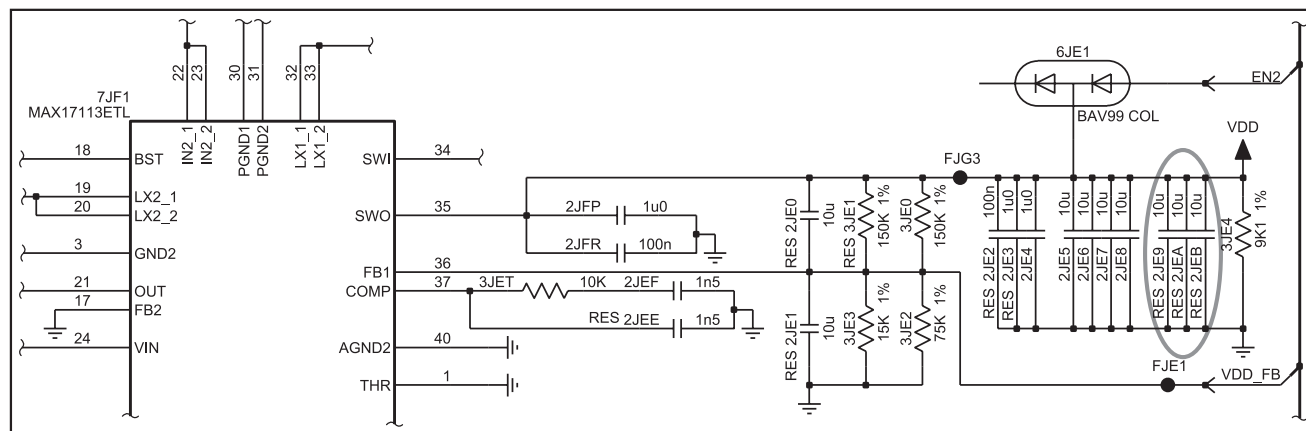 7JF1
MAX17113ETL
22
23
30
31
32
33
IN2_1
IN2_2
PGND1
PGND2
LX1_1
LX1_2
18
BST
19
LX2_1
20
LX2_2
3
GND2
21
OUT
17
FB2
24
VIN
SWI
34
SWO
35
FB1
36
COMP
37
AGND2
40
THR
1
2JFP
1u0
2JFR
100n
3JET
10K
2JEF
1n5
RES 2JEE
1n5
RES 2JE0
10u
RES 3JE1
150K 1%
3JE0
150K 1%
RES 2JE1
10u
3JE3
15K 1%
3JE2
75K 1%
FJG3
6JE1
BAV99 COL
EN2
VDD
RES 2JE2
100n
RES 2JE3
1u0
2JE4
1u0
2JE5
10u
2JE6
10u
2JE7
10u
2JE8
10u
RES 2JE9
10u
RES 2JEA
10u
RES 2JEB
10u
3JE4
9K1 1%
FJE1
VDD_FB